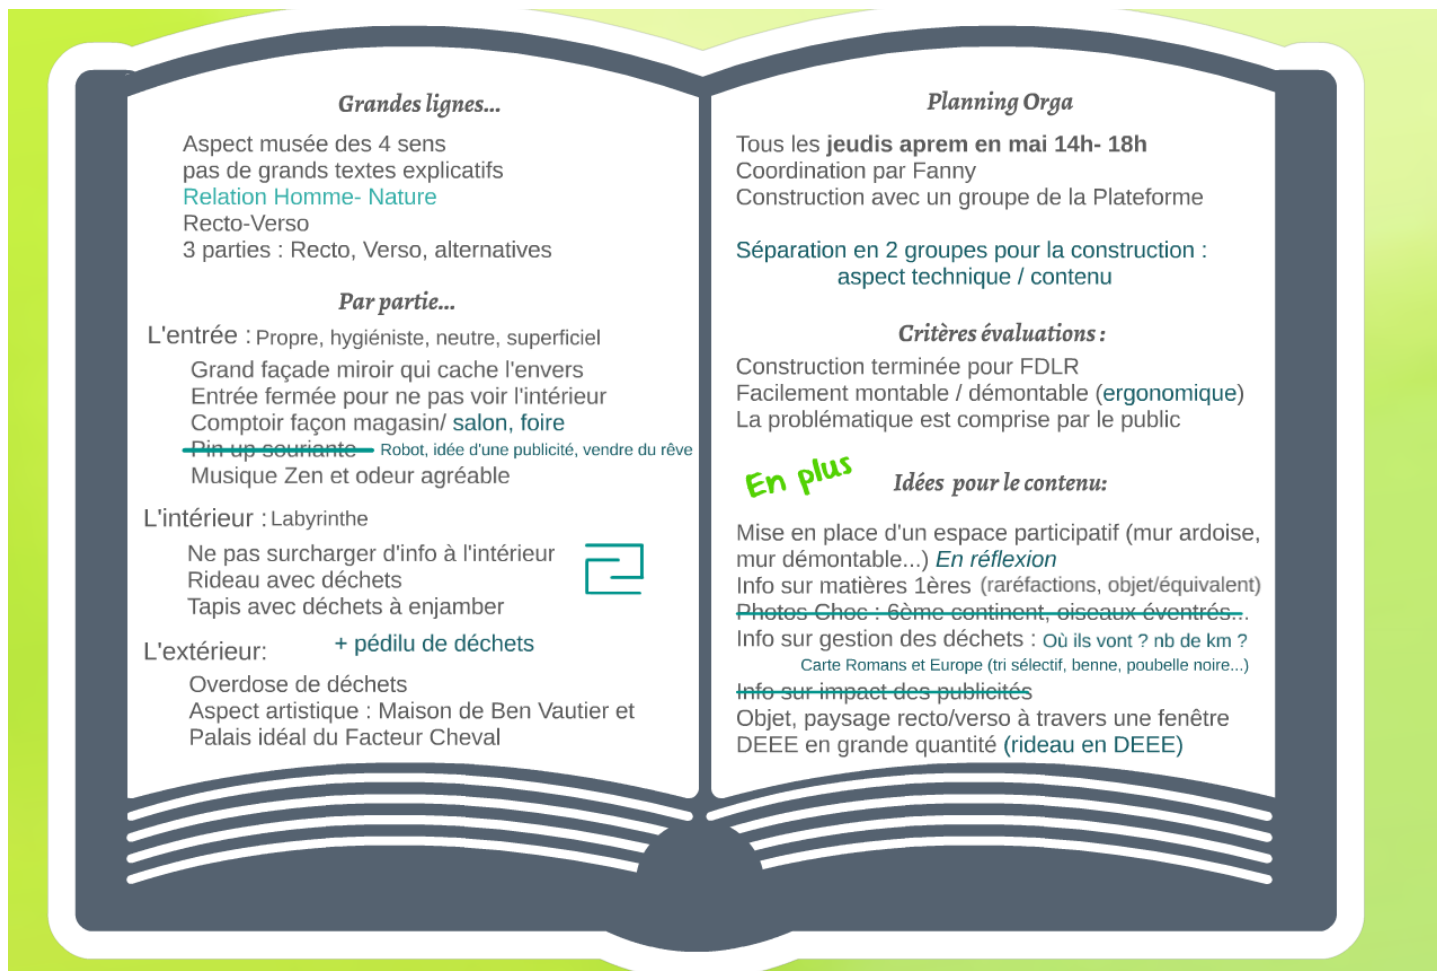 Grandes lignes...
Aspect musée des 4 sens
pas de grands textes explicatifs
Relation Homme- Nature
Recto-Verso
3 parties : Recto, Verso, alternatives
Par partie...
L'entrée : Propre, hygiéniste, neutre, superficiel
Grand façade miroir qui cache l'envers
Entrée fermée pour ne pas voir l'intérieur
Comptoir façon magasin/ salon, foire
Pin up souriante Robot, idée d'une publicité, vendre du rêve
Musique Zen et odeur agréable
L'intérieur : Labyrinthe
Ne pas surcharger d'info à l'intérieur
Rideau avec déchets
Tapis avec déchets à enjamber
+ pédilu de déchets
L'extérieur:
Overdose de déchets
Aspect artistique : Maison de Ben Vautier et
Palais idéal du Facteur Cheval
Planning Orga
Tous les jeudis aprem en mai 14h- 18h
Coordination par Fanny
Construction avec un groupe de la Plateforme
Séparation en 2 groupes pour la construction :
aspect technique / contenu
Critères évaluations :
Construction terminée pour FDLR
Facilement montable / démontable (ergonomique)
La problématique est comprise par le public
En plus
Idées pour le contenu:
Mise en place d'un espace participatif (mur ardoise,
mur démontable...) En réflexion
Info sur matières 1ères (raréfactions, objet/équivalent)
Photos Choc : 6ème continent, oiseaux éventrés...
Info sur gestion des déchets : Où ils vont ? nb de km ?
Carte Romans et Europe (tri sélectif, benne, poubelle noire...)
Info sur impact des publicités
Objet, paysage recto/verso à travers une fenêtre
DEEE en grande quantité (rideau en DEEE)